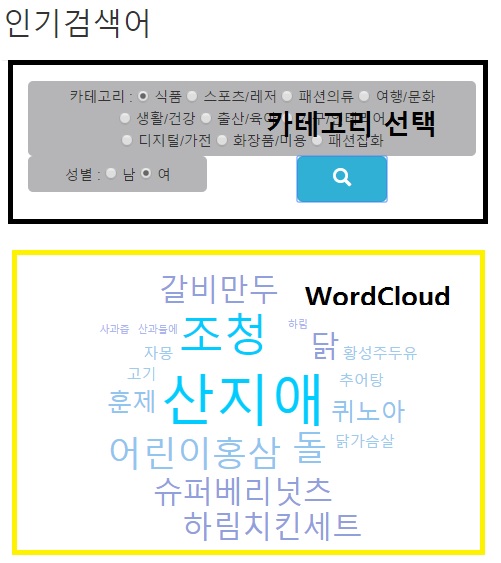 인기검색어
카테고리 : 식품 스포츠/레저 패션의류 여행/문화
생활/건강 출산/육아 가구/인테리어
카테고리 선택
디지털/가전 화장품/미용 패션잡화
성별 : 남 여
갈비만두
WordCloud
사과즙 산과들에 조청 하림
자몽 닭 황성주두유
고기 추어탕
훈제 산지애 퀴노아
어린이홍삼 돌 닭가슴살
슈퍼베리넛츠
하림치킨세트